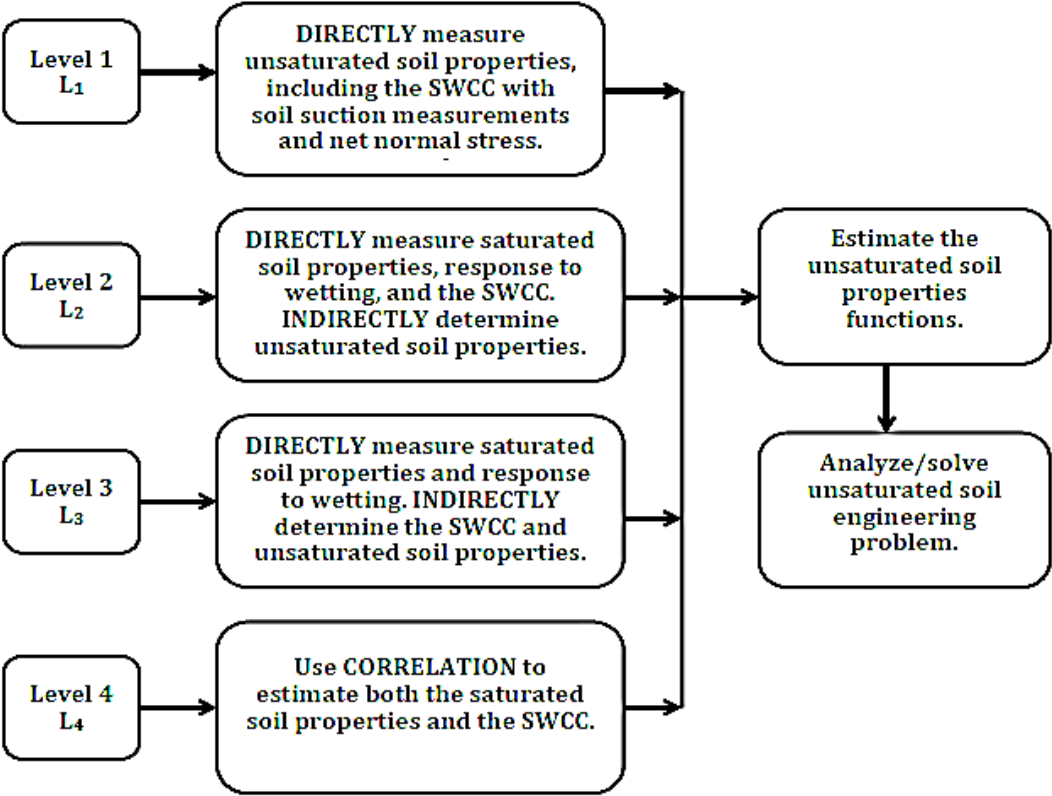 Level 1
L₁
DIRECTLY measure
unsaturated soil properties,
including the SWCC with
soil suction measurements
and net normal stress.
Level 2
L₂
DIRECTLY measure saturated
soil properties, response to
wetting, and the SWCC.
INDIRECTLY determine
unsaturated soil properties.
Level 3
L₃
DIRECTLY measure saturated
soil properties and response
to wetting. INDIRECTLY
determine the SWCC and
unsaturated soil properties.
Level 4
L₄
Use CORRELATION to
estimate both the saturated
soil properties and the SWCC.
Estimate the
unsaturated soil
properties
functions.
Analyze/solve
unsaturated soil
engineering
problem.